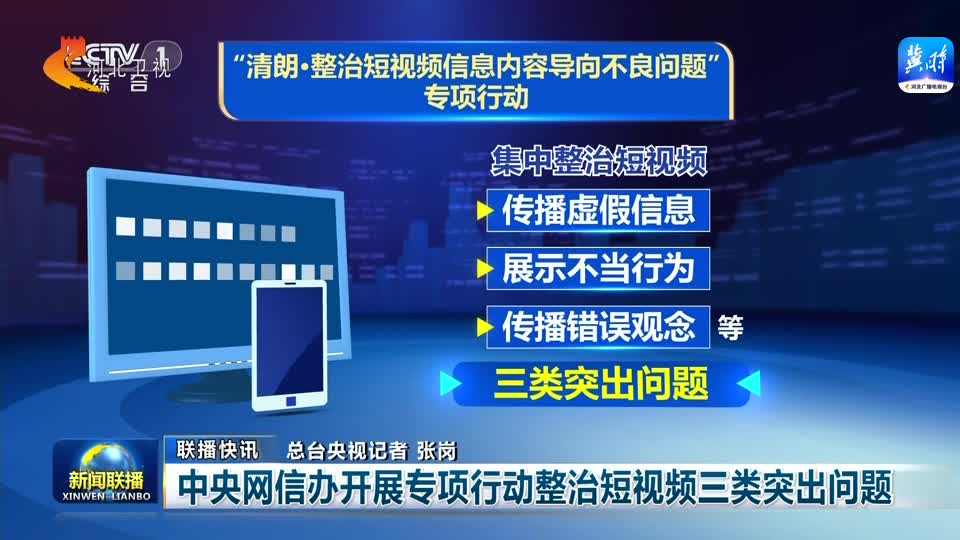 CCTV 1
综合
河北卫视
冀时
河北广播电视台
“清朗·整治短视频信息内容导向不良问题”
专项行动
集中整治短视频
传播虚假信息
展示不当行为
传播错误观念 等
三类突出问题
联播快讯 总台央视记者 张岗
新闻联播
XINWEN LIANBO
中央网信办开展专项行动整治短视频三类突出问题